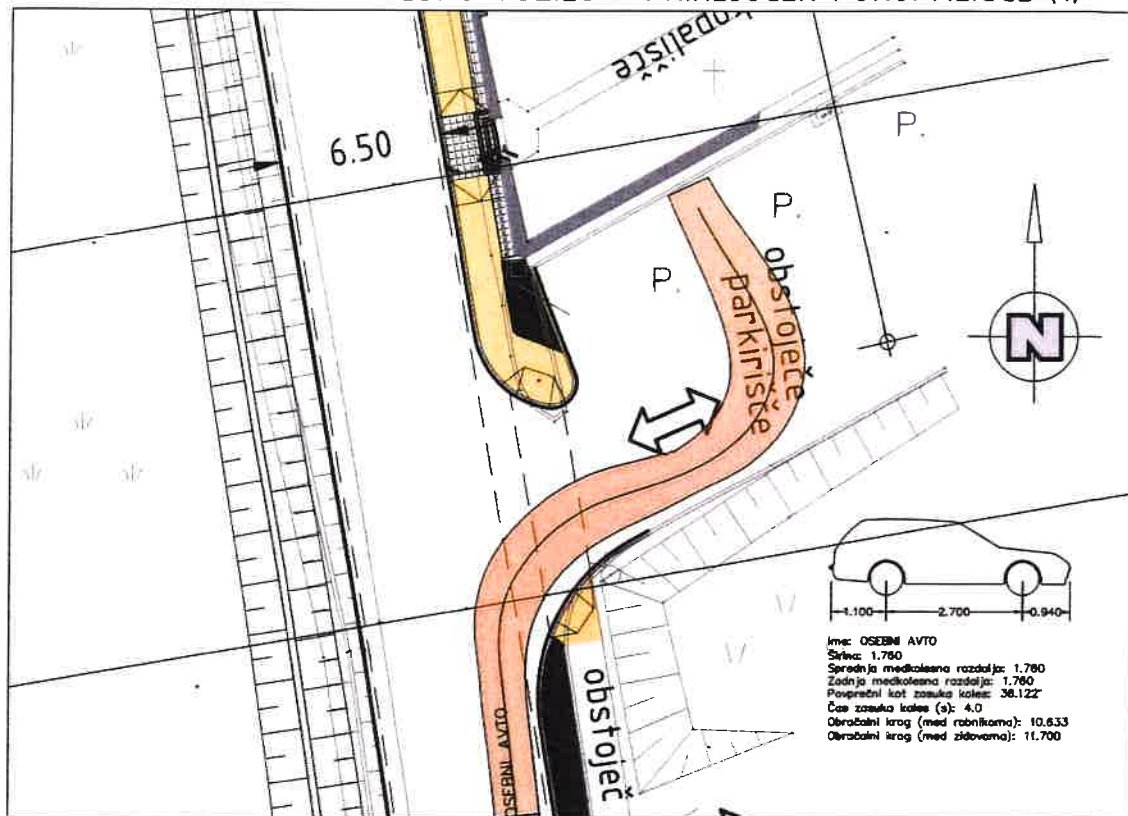 kopališče
6.50
P.
P.
P.
obstoječe
parkirišče
N
1.100
2.700
0.940
Ime: OSEBNI AVTO
Širina: 1.760
Sprednja medkolesna razdalja: 1.760
Zadnja medkolesna razdalja: 1.760
Povprečni kot zasuka koles: 36.122°
Čas zasuka koles (s): 4.0
Obračalni krog (med robnikoma): 10.633
Obračalni krog (med zidovoma): 11.700
obstoječ
OSEBNI AVTO